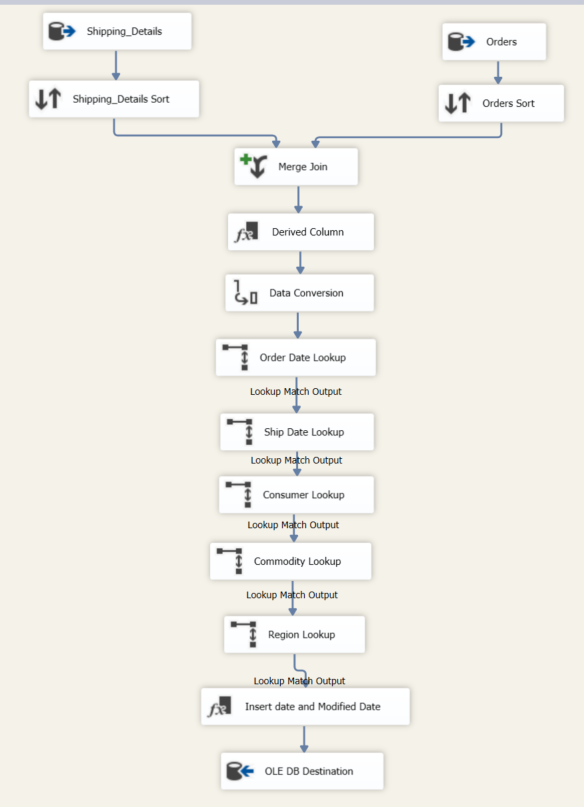 Shipping_Details
Orders
Shipping_Details Sort
Orders Sort
Merge Join
Derived Column
Data Conversion
Order Date Lookup
Lookup Match Output
Ship Date Lookup
Lookup Match Output
Consumer Lookup
Lookup Match Output
Commodity Lookup
Lookup Match Output
Region Lookup
Lookup Match Output
Insert date and Modified Date
OLE DB Destination